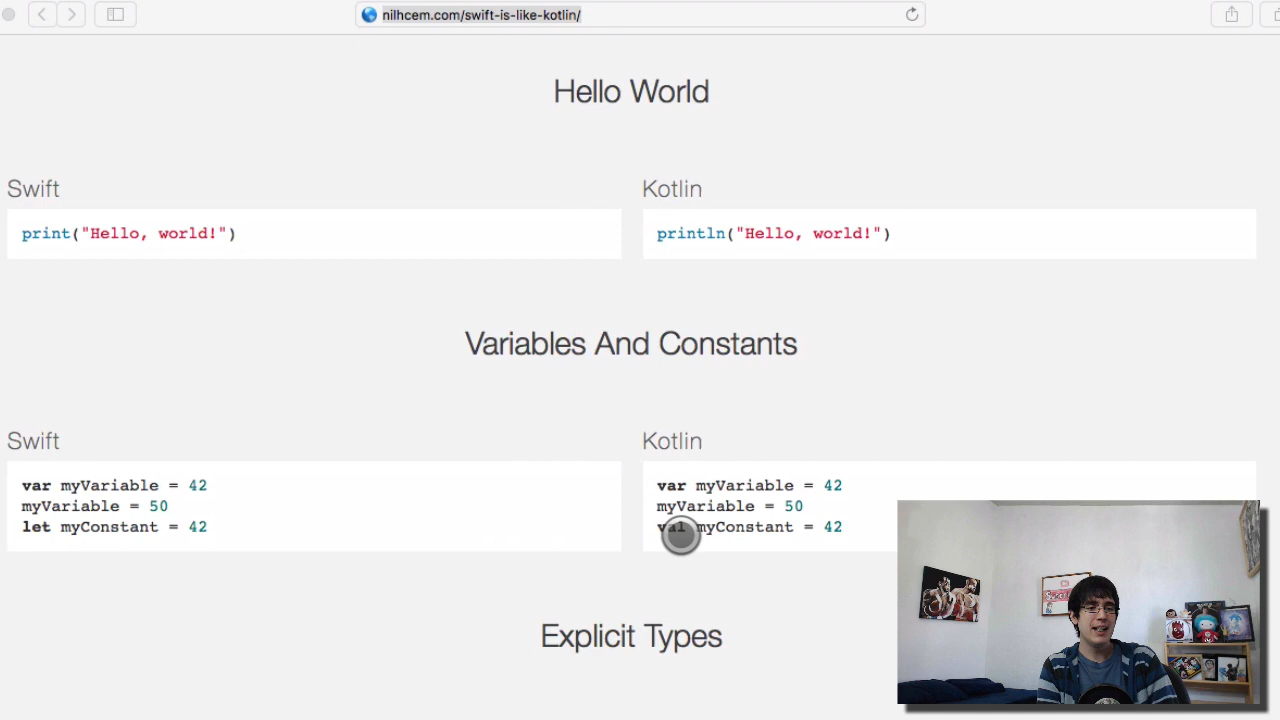 nilhcem.com/swift-is-like-kotlin/
Hello World
Swift
Kotlin
print("Hello, world!")
println("Hello, world!")
Variables And Constants
Swift
Kotlin
var myVariable = 42
myVariable = 50
let myConstant = 42
var myVariable = 42
myVariable = 50
val myConstant = 42
Explicit Types